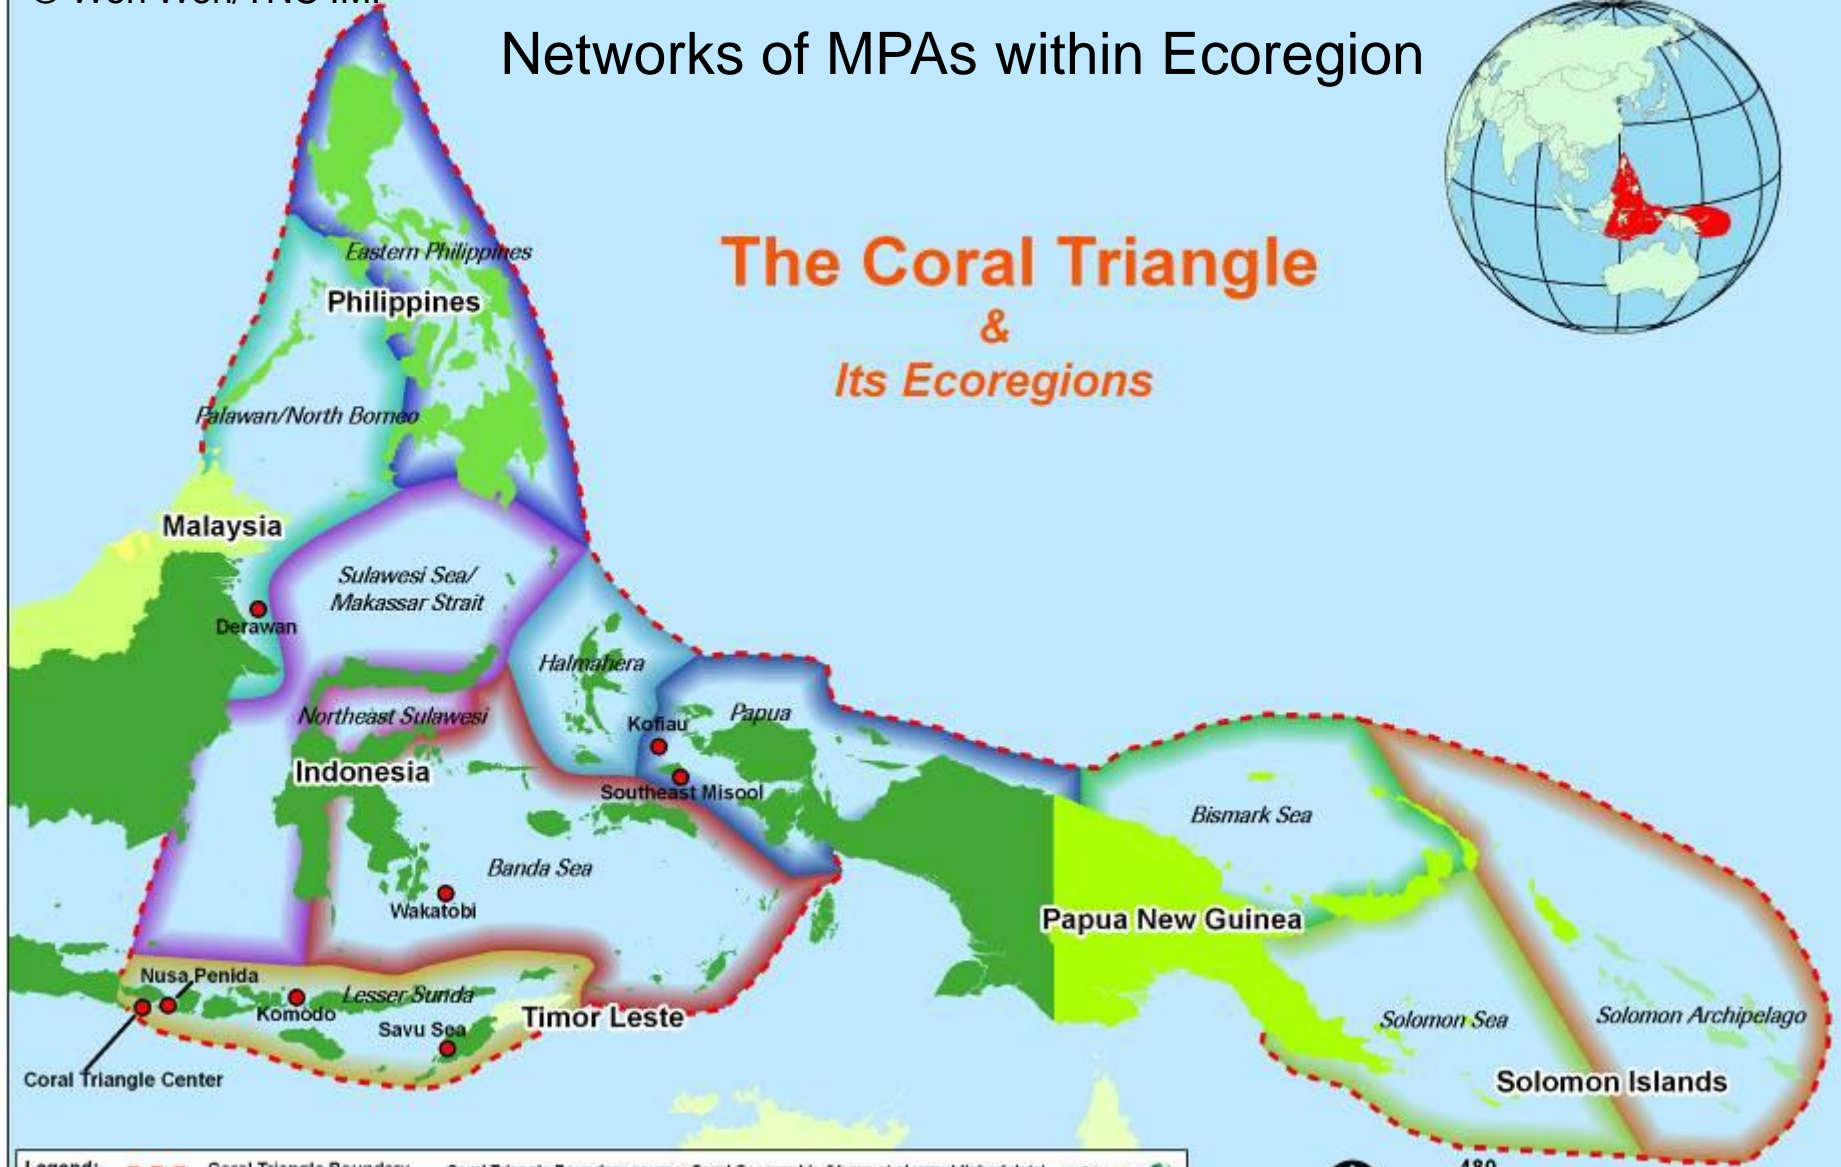 Networks of MPAs within Ecoregion
The Coral Triangle
&
Its Ecoregions
Eastern Philippines
Philippines
Palawan/North Borneo
Malaysia
Sulawesi Sea/
Makassar Strait
Derawan
Halmahera
Northeast Sulawesi
Kofiau
Papua
Indonesia
Southeast Misool
Bismark Sea
Banda Sea
Wakatobi
Papua New Guinea
Nusa Penida
Lesser Sunda
Komodo
Timor Leste
Savu Sea
Solomon Sea
Solomon Archipelago
Coral Triangle Center
Solomon Islands
Legend:
Coral Triangle Boundary
480